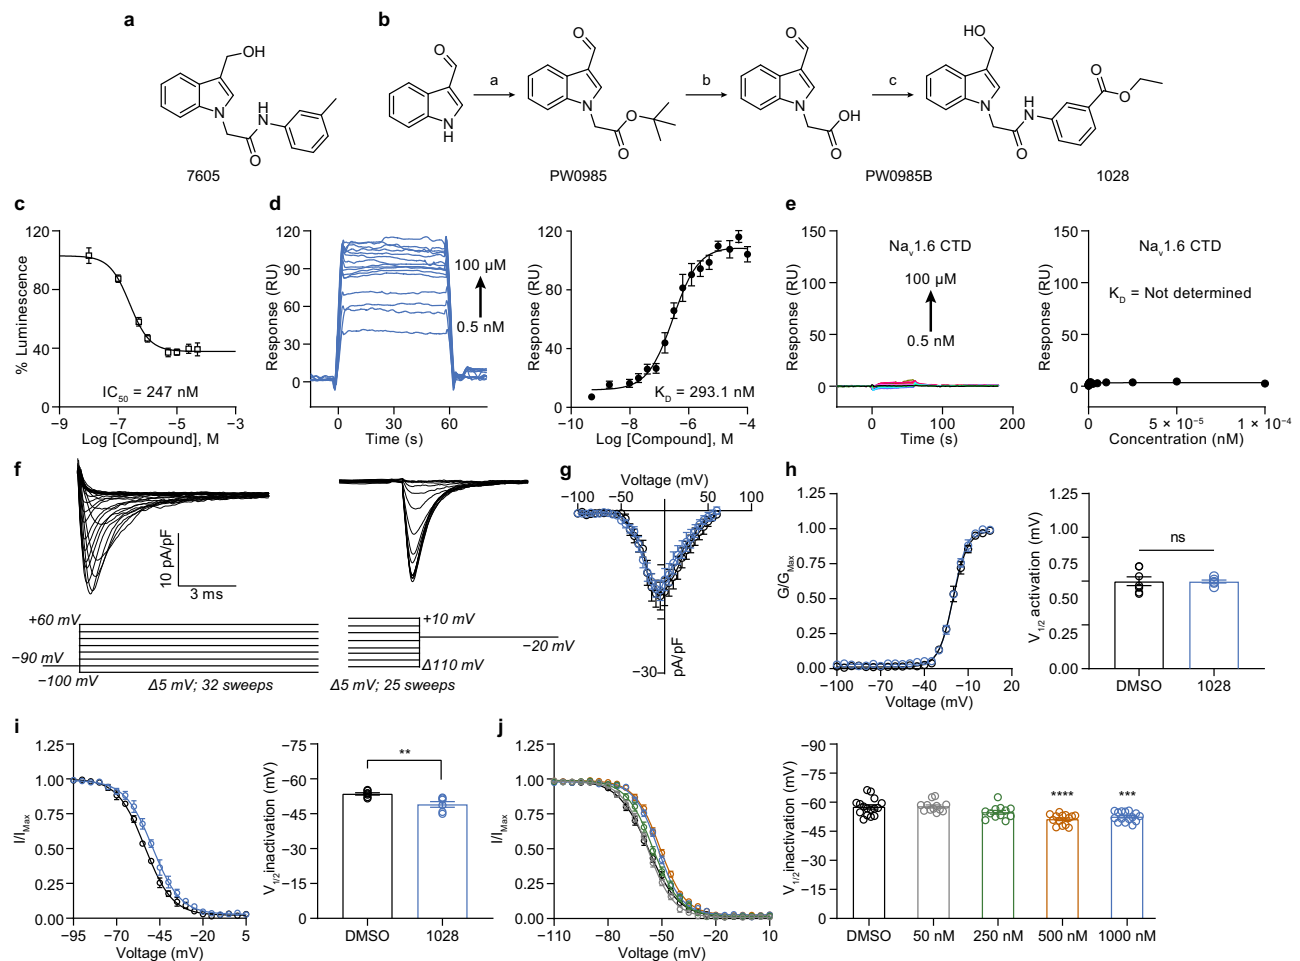 a
OH
N
HN
O
7605
b
O
N
H
a
O
N
O
O
PW0985
b
O
N
OH
O
PW0985B
c
HO
N
N
H
O
O
O
1028
c
% Luminescence
120
80
40
0
IC50 = 247 nM
−9 −7 −5 −3
Log [Compound], M
d
Response (RU)
120
90
60
30
0
100 µM
0.5 nM
0 30 60
Time (s)
Response (RU)
120
80
40
0
KD = 293.1 nM
−10 −8 −6 −4
Log [Compound], M
e
Response (RU)
150
100
50
0
Nav1.6 CTD
100 µM
0.5 nM
0 100 200
Time (s)
Response (RU)
150
100
50
0
Nav1.6 CTD
KD = Not determined
0 5 × 10−5 1 × 10−4
Concentration (nM)
f
10 pA/pF
3 ms
+60 mV
−90 mV
−100 mV
Δ5 mV; 32 sweeps
+10 mV
−20 mV
Δ110 mV
Δ5 mV; 25 sweeps
g
Voltage (mV)
−100 −50 0 50 100
−30
pA/pF
h
G/GMax
1.25
1.00
0.75
0.50
0.25
0.00
−100 −70 −40 −10 20
Voltage (mV)
V1/2 activation (mV)
1.25
1.00
0.75
0.50
0.25
0.00
ns
DMSO 1028
i
I/IMax
1.25
1.00
0.75
0.50
0.25
0.00
−95 −70 −45 −20 5
Voltage (mV)
V1/2 inactivation (mV)
−75
−60
−45
−30
−15
0
**
DMSO 1028
j
I/IMax
1.25
1.00
0.75
0.50
0.25
0.00
−110 −80 −50 −20 10
Voltage (mV)
V1/2 inactivation (mV)
−90
−75
−60
−45
−30
−15
0
**** ***
DMSO 50 nM 250 nM 500 nM 1000 nM